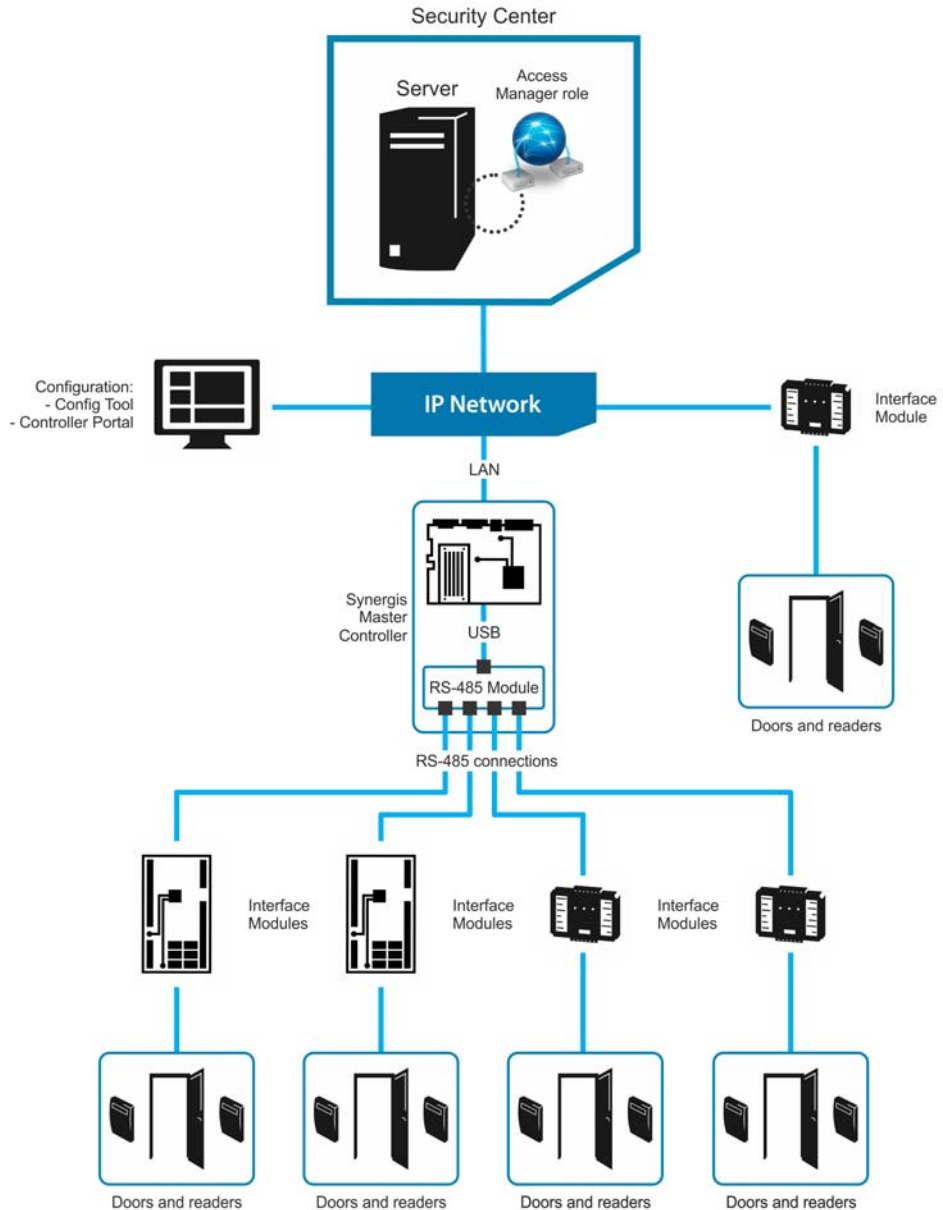 Security Center
Server
Access
Manager role
Configuration:
- Config Tool
- Controller Portal
IP Network
Interface
Module
LAN
Synergis
Master
Controller
USB
RS-485 Module
Doors and readers
RS-485 connections
Interface
Modules
Interface
Modules
Interface
Modules
Doors and readers
Doors and readers
Doors and readers
Doors and readers